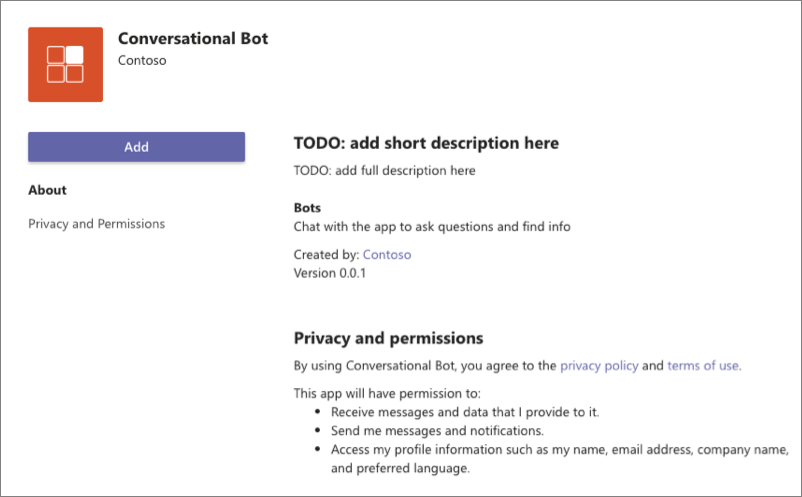 Conversational Bot
Contoso
Add
About
Privacy and Permissions
TODO: add short description here
TODO: add full description here
Bots
Chat with the app to ask questions and find info
Created by: Contoso
Version 0.0.1
Privacy and permissions
By using Conversational Bot, you agree to the privacy policy and terms of use.
This app will have permission to:
• Receive messages and data that I provide to it.
• Send me messages and notifications.
• Access my profile information such as my name, email address, company name,
and preferred language.